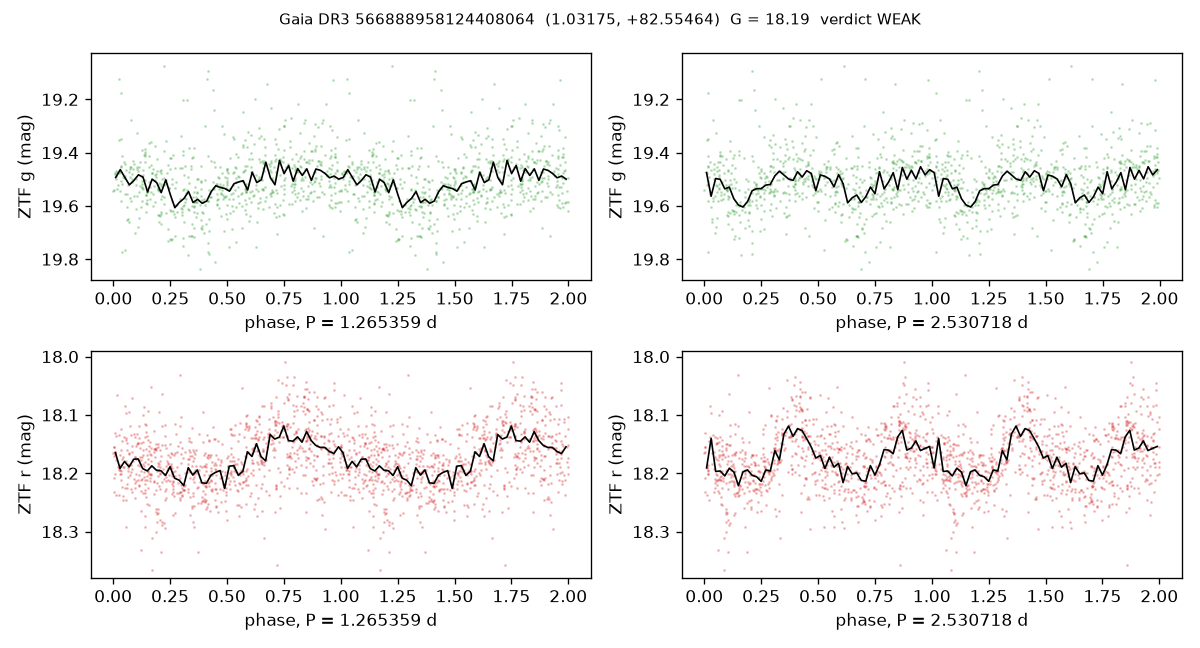 Gaia DR3 566888958124408064 (1.03175, +82.55464) G = 18.19 verdict WEAK
ZTF g (mag)
19.2
19.4
19.6
19.8
0.00 0.25 0.50 0.75 1.00 1.25 1.50 1.75 2.00
phase, P = 1.265359 d
ZTF g (mag)
19.2
19.4
19.6
19.8
0.00 0.25 0.50 0.75 1.00 1.25 1.50 1.75 2.00
phase, P = 2.530718 d
ZTF r (mag)
18.0
18.1
18.2
18.3
0.00 0.25 0.50 0.75 1.00 1.25 1.50 1.75 2.00
phase, P = 1.265359 d
ZTF r (mag)
18.0
18.1
18.2
18.3
0.00 0.25 0.50 0.75 1.00 1.25 1.50 1.75 2.00
phase, P = 2.530718 d